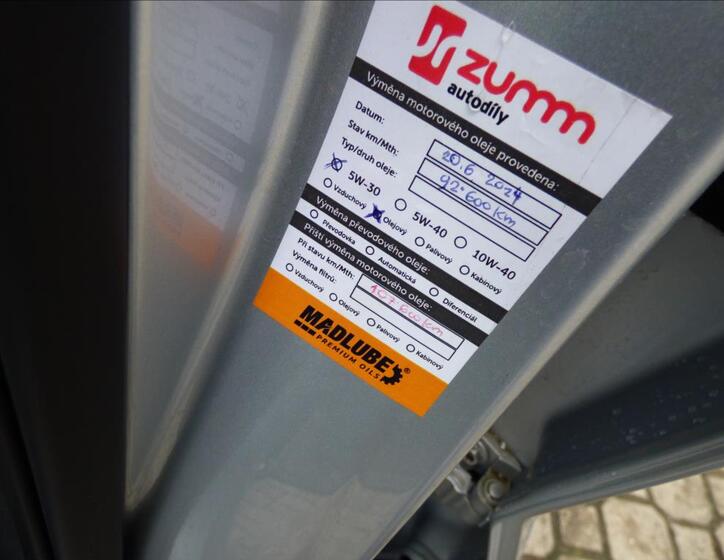 zumm
autodíly
Výměna motorového oleje provedena:
Datum: 20.6 2024
Stav km/Mth: 92 600 km
Typ/druh oleje:
5W-30 5W-40 10W-40
Vzduchový Olejový Palivový Kabinový
Výměna převodového oleje:
Převodovka Automatická Diferenciál
Příští výměna motorového oleje:
Při stavu km/Mth: 107 600 km
Výměna filtrů:
Vzduchový Olejový Palivový Kabinový
MADLUBE®
PREMIUM OILS